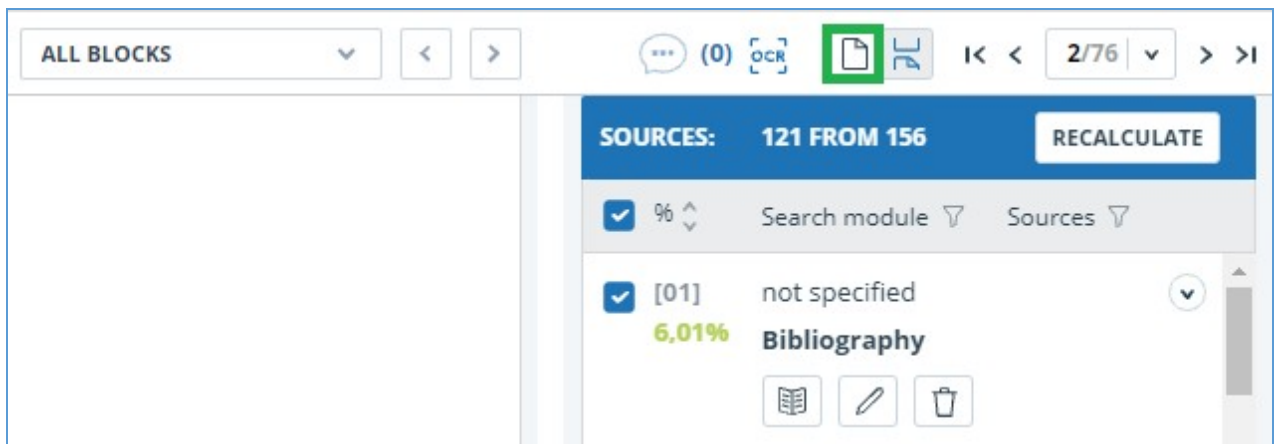 ALL BLOCKS (0) OCR 2/76
SOURCES: 121 FROM 156 RECALCULATE
% Search module Sources
[01] not specified
6,01% Bibliography